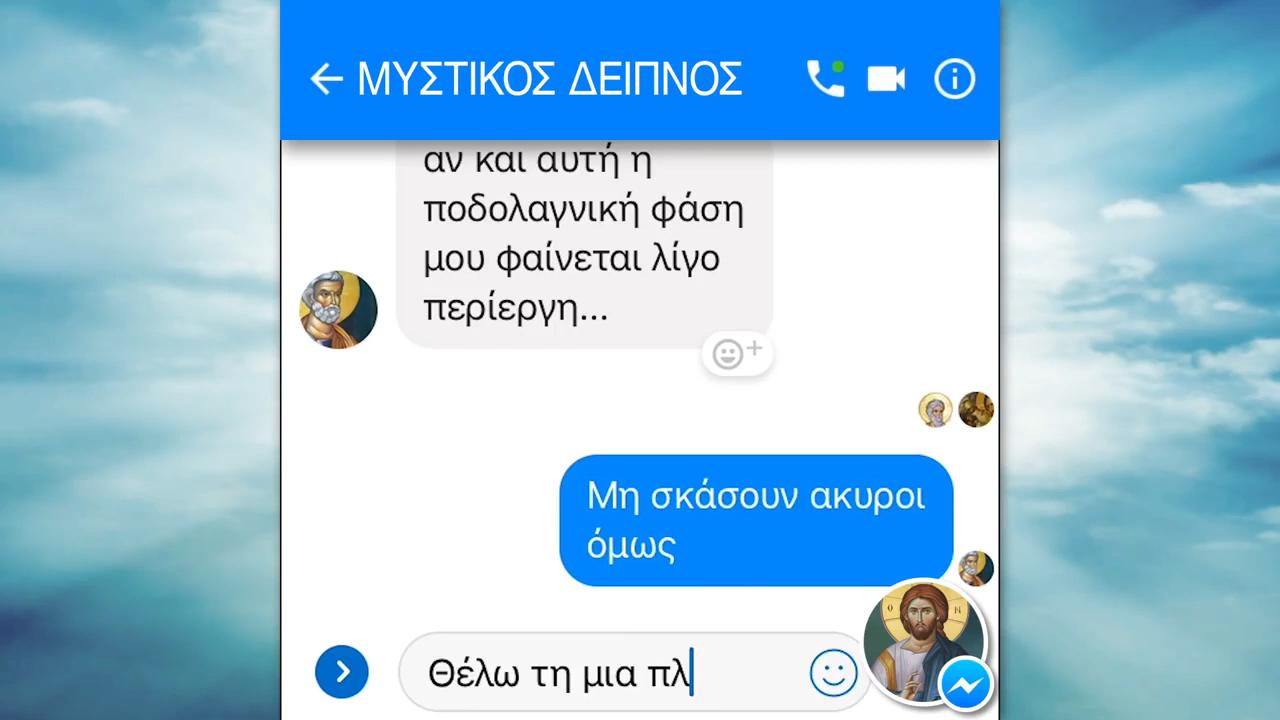 ΜΥΣΤΙΚΟΣ ΔΕΙΠΝΟΣ
αν και αυτή η
ποδολαγνική φάση
μου φαίνεται λίγο
περίεργη...
Μη σκάσουν ακυροι
όμως
Θέλω τη μια πλ
Ο Ν